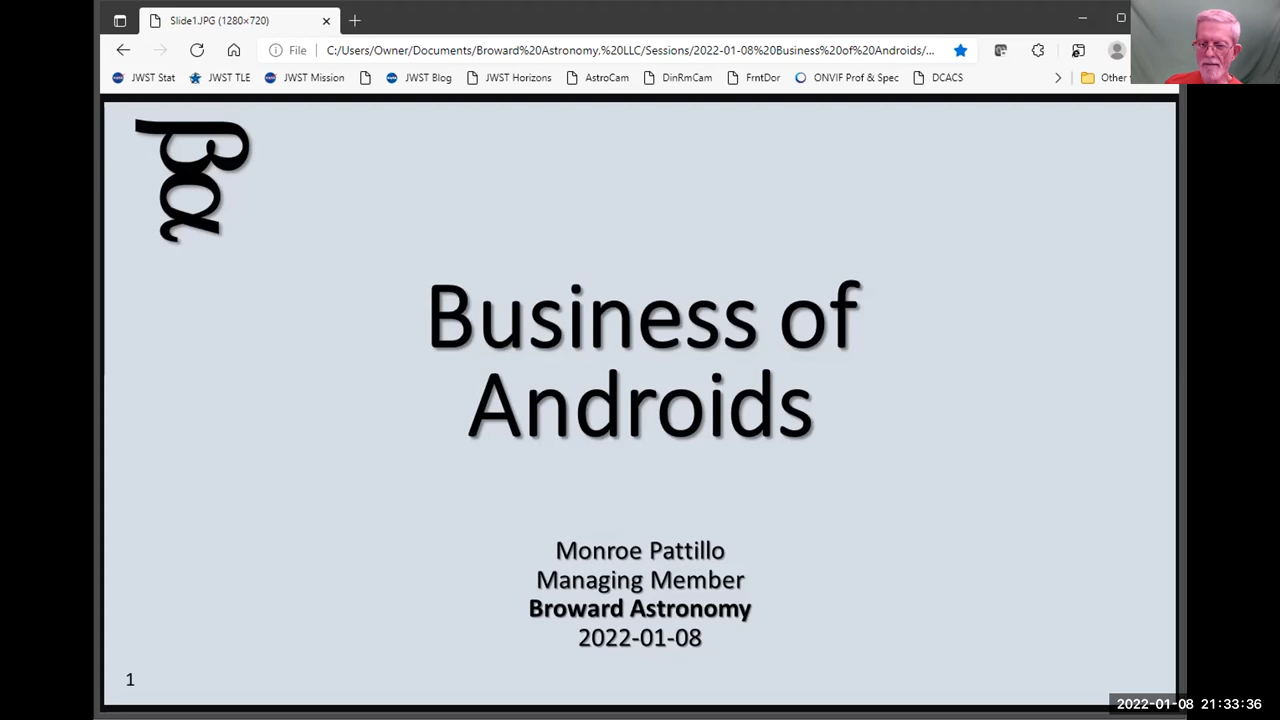 Slide1.JPG (1280×720)
File
C:/Users/Owner/Documents/Broward%20Astronomy,%20LLC/Sessions/2022-01-08%20Business%20of%20Androids/...
JWST Stat
JWST TLE
JWST Mission
JWST Blog
JWST Horizons
AstroCam
DinRmCam
FrntDor
ONVIF Prof & Spec
DCACS
Other
βα
Business of
Androids
Monroe Pattillo
Managing Member
Broward Astronomy
2022-01-08
1
2022-01-08 21:33:36